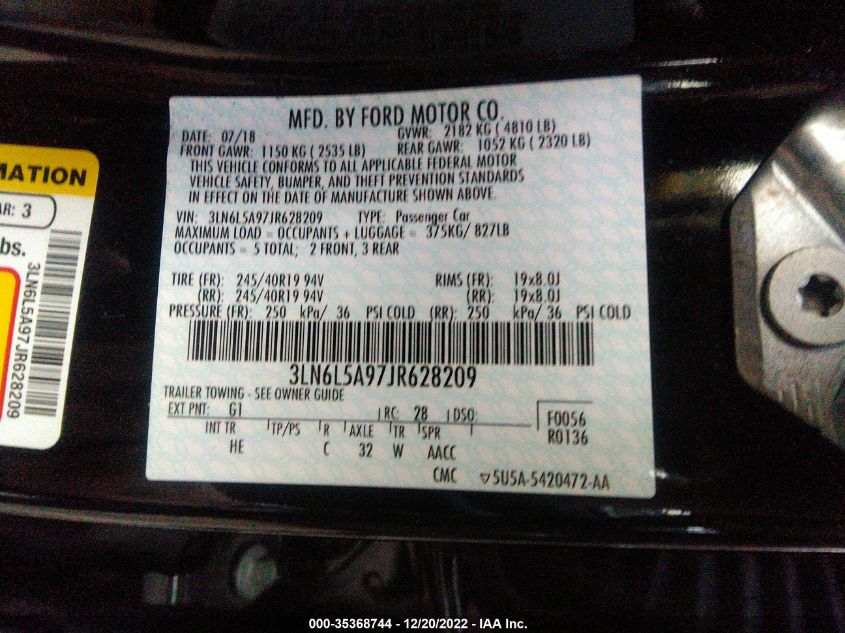 MFD. BY FORD MOTOR CO.
DATE: 07/18 GVWR: 2182 KG ( 4810 LB)
FRONT GAWR: 1150 KG ( 2535 LB) REAR GAWR: 1052 KG ( 2320 LB)
THIS VEHICLE CONFORMS TO ALL APPLICABLE FEDERAL MOTOR
VEHICLE SAFETY, BUMPER, AND THEFT PREVENTION STANDARDS
IN EFFECT ON THE DATE OF MANUFACTURE SHOWN ABOVE.
VIN: 3LN6L5A97JR628209 TYPE: Passenger Car
MAXIMUM LOAD = OCCUPANTS + LUGGAGE = 375KG/ 827LB
OCCUPANTS = 5 TOTAL; 2 FRONT, 3 REAR
TIRE (FR): 245/40R19 94V RIMS (FR): 19x8.0J
(RR): 245/40R19 94V (RR): 19x8.0J
PRESSURE (FR): 250 kPa/ 36 PSI COLD (RR): 250 kPa/ 36 PSI COLD
3LN6L5A97JR628209
TRAILER TOWING - SEE OWNER GUIDE
EXT PNT: G1 RC: 28 DSO: F0056
INT TR TP/PS R AXLE TR SPR R0136
HE C 32 W AACC
CMC ▽5U5A-5420472-AA
MATION
AR: 3
bs.
3LN6L5A97JR628209
000-35368744 - 12/20/2022 - IAA Inc.